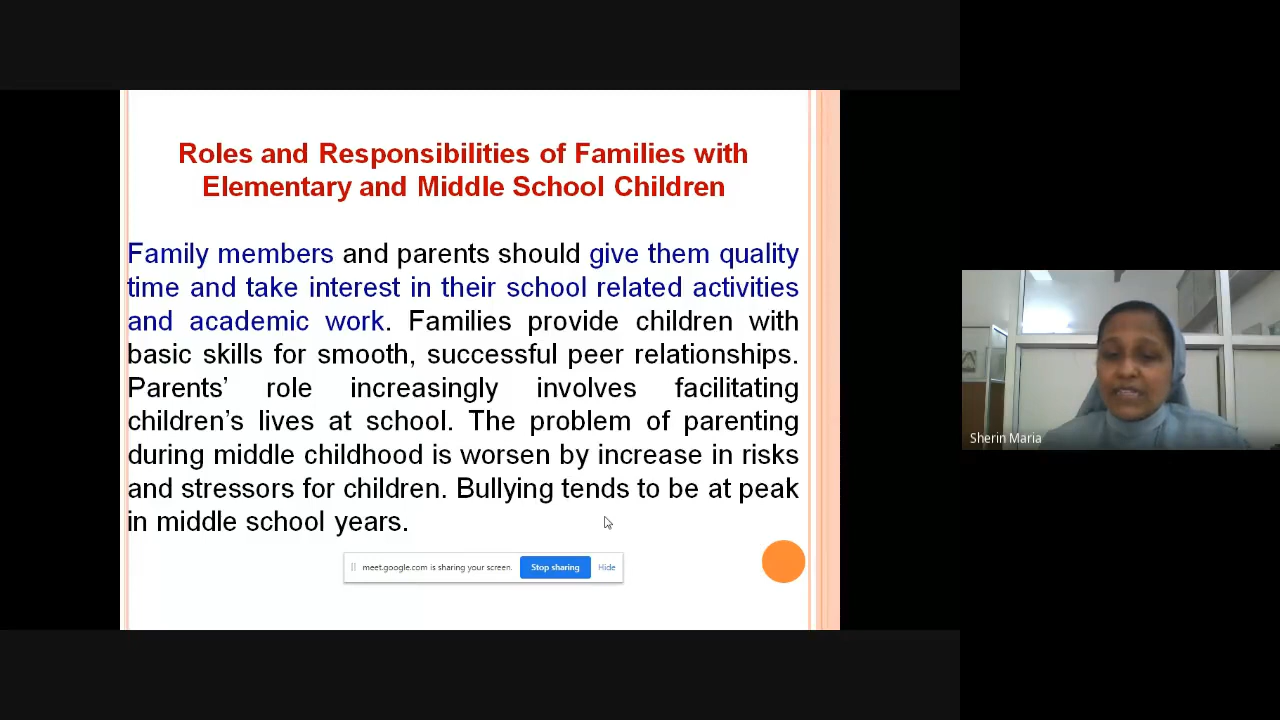 Roles and Responsibilities of Families with
Elementary and Middle School Children
Family members and parents should give them quality
time and take interest in their school related activities
and academic work. Families provide children with
basic skills for smooth, successful peer relationships.
Parents’ role increasingly involves facilitating
children’s lives at school. The problem of parenting
during middle childhood is worsen by increase in risks
and stressors for children. Bullying tends to be at peak
in middle school years.
meet.google.com is sharing your screen.
Stop sharing
Hide
Sherin Maria